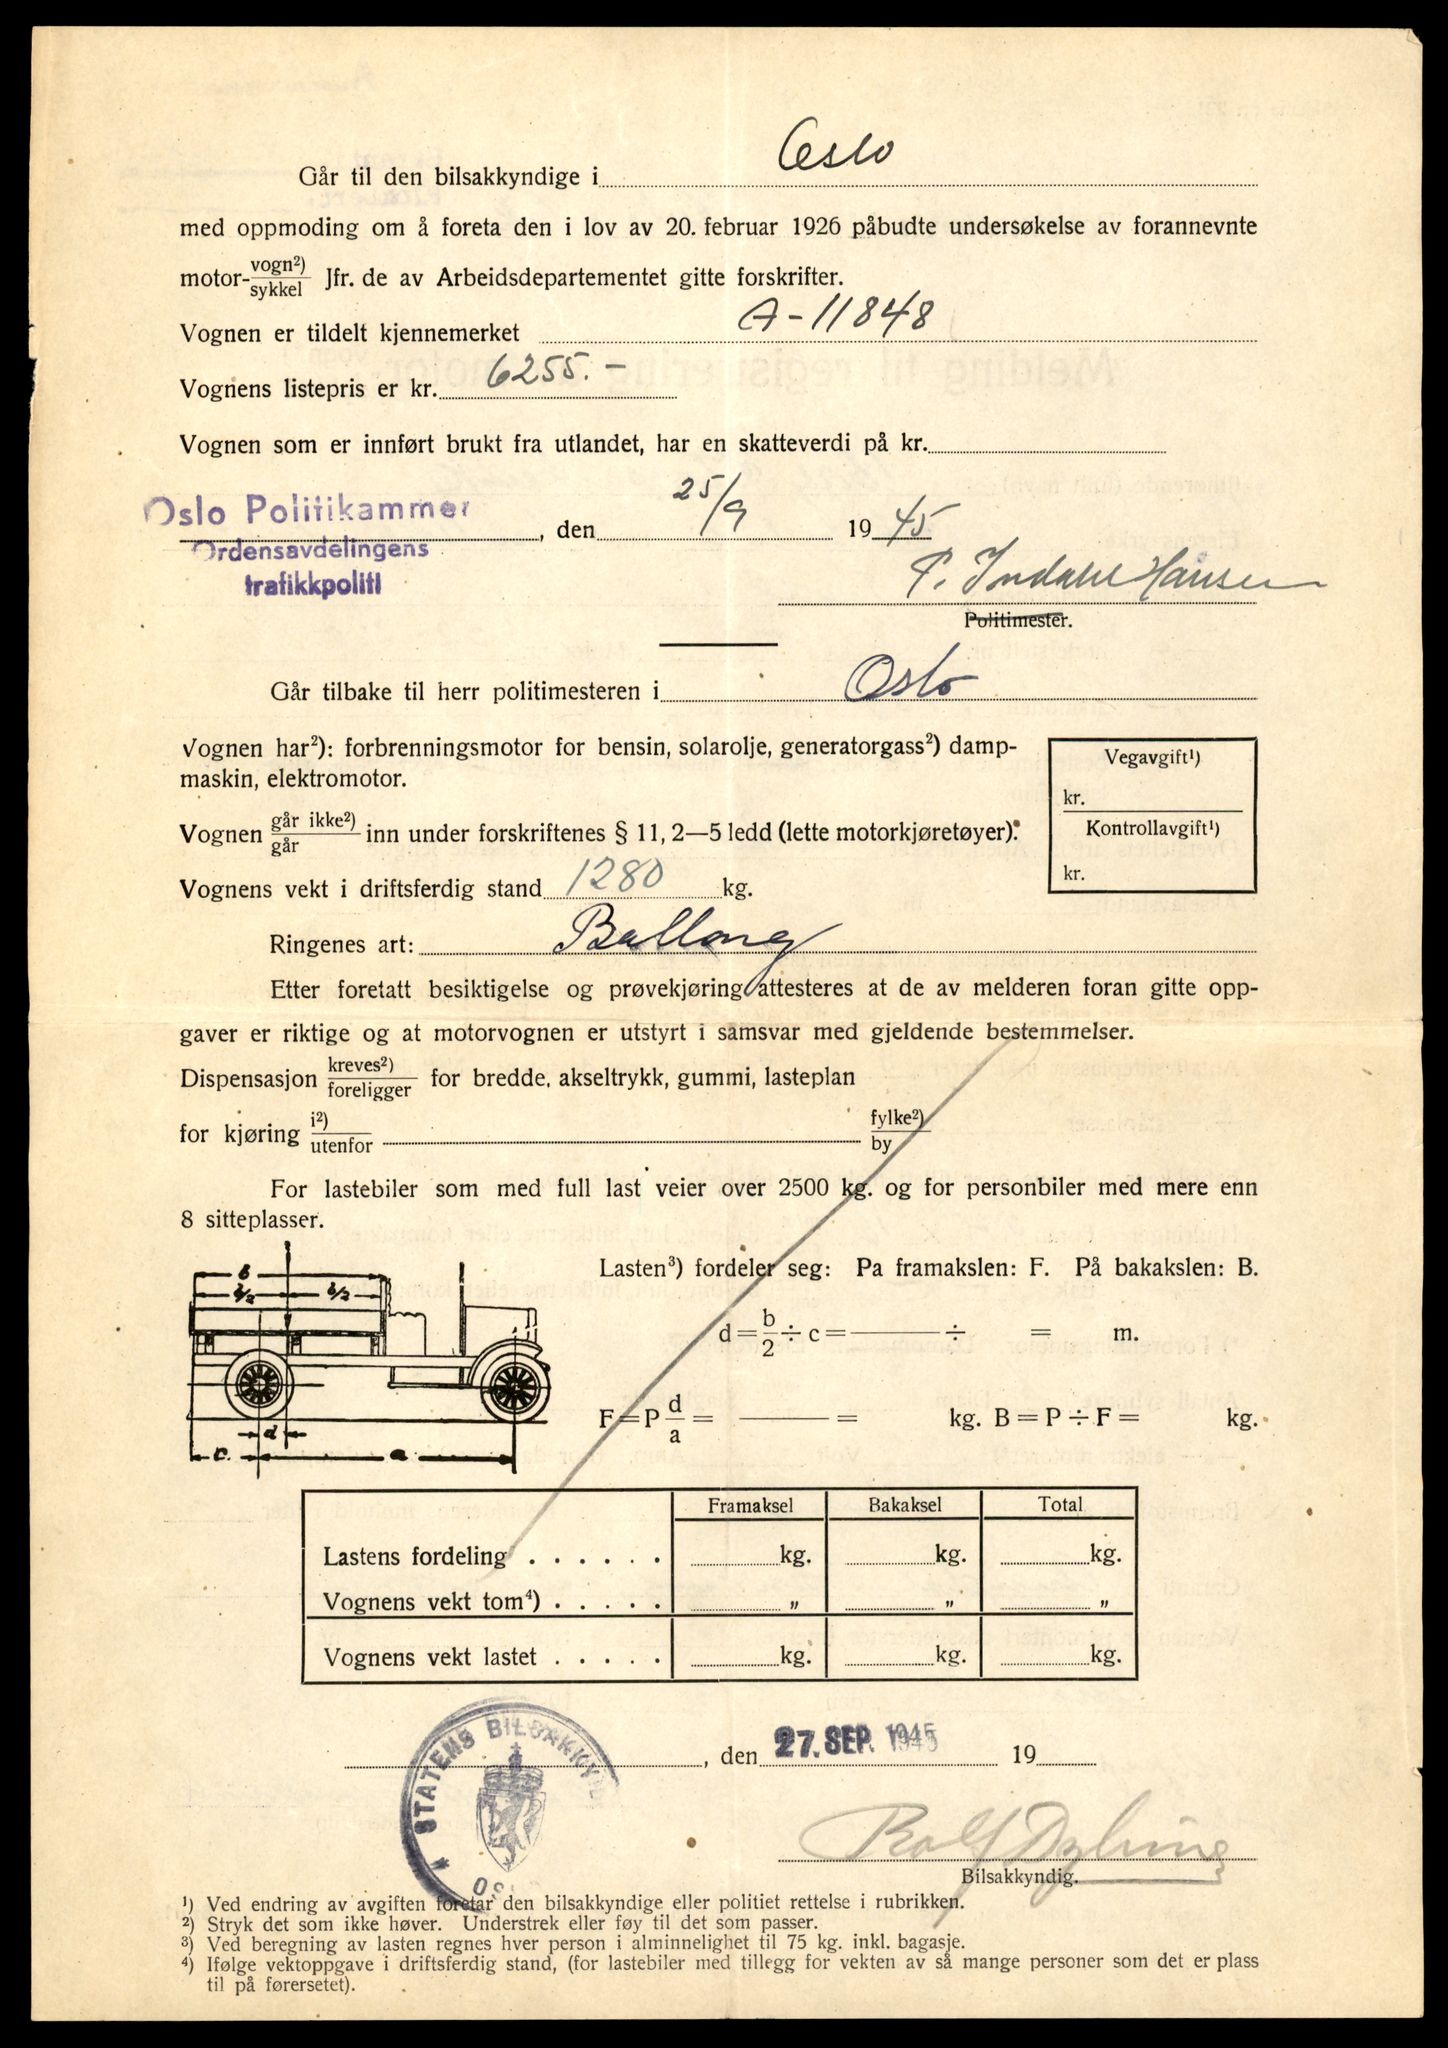 Går til den bilsakkyndige i Oslo
med oppmoding om å foreta den i lov av 20. februar 1926 påbudte undersøkelse av forannevnte
motor- vogn²) / sykkel Jfr. de av Arbeidsdepartementet gitte forskrifter.
Vognen er tildelt kjennemerket A-11848
Vognens listepris er kr. 6255.-
Vognen som er innført brukt fra utlandet, har en skatteverdi på kr.
Oslo Politikammer, den 25/9 1945
Ordensavdelingens
trafikkpoliti
P. Indahl Hansen
Politimester.
Går tilbake til herr politimesteren i Oslo
Vognen har²): forbrenningsmotor for bensin, solarolje, generatorgass²) damp-
maskin, elektromotor.
Vegavgift¹)
kr.
Kontrollavgift¹)
kr.
Vognen går ikke²) / går inn under forskriftenes § 11, 2—5 ledd (lette motorkjøretøyer).
Vognens vekt i driftsferdig stand 1280 kg.
Ringenes art: Ballong
Etter foretatt besiktigelse og prøvekjøring attesteres at de av melderen foran gitte opp-
gaver er riktige og at motorvognen er utstyrt i samsvar med gjeldende bestemmelser.
Dispensasjon kreves²) / foreligger for bredde, akseltrykk, gummi, lasteplan
for kjøring i²) / utenfor fylke²) / by
For lastebiler som med full last veier over 2500 kg. og for personbiler med mere enn
8 sitteplasser.
b
b/2 b/2
d
c. a
Lasten³) fordeler seg: Pa framakslen: F. På bakakslen: B.
d = b/2 ÷ c = ——— ÷ = m.
F = P d/a = ——— = kg. B = P ÷ F = kg.
Framaksel Bakaksel Total
Lastens fordeling . . . . . . kg. kg. kg.
Vognens vekt tom⁴) . . . . . „ „ „
Vognens vekt lastet . . . . . kg. kg. kg.
STATENS BILSAKKY
, den 27. SEP. 1945 19
Rolf Dyhring
Bilsakkyndig.
¹) Ved endring av avgiften foretar den bilsakkyndige eller politiet rettelse i rubrikken.
²) Stryk det som ikke høver. Understrek eller føy til det som passer.
³) Ved beregning av lasten regnes hver person i alminnelighet til 75 kg. inkl. bagasje.
⁴) Ifølge vektoppgave i driftsferdig stand, (for lastebiler med tillegg for vekten av så mange personer som det er plass
til på førersetet).